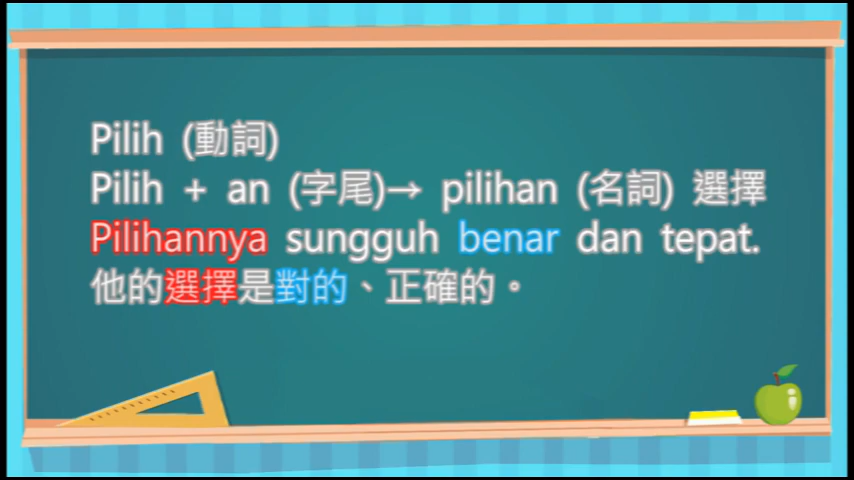 Pilih (動詞)
Pilih + an (字尾)→ pilihan (名詞) 選擇
Pilihannya sungguh benar dan tepat.
他的選擇是對的、正確的。